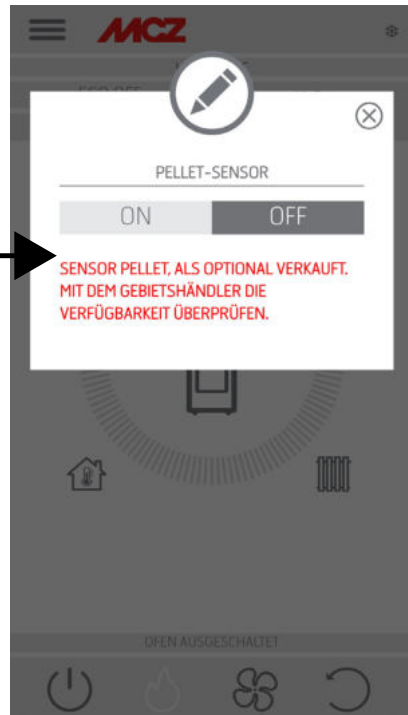 MCZ
PELLET-SENSOR
ON OFF
SENSOR PELLET, ALS OPTIONAL VERKAUFT.
MIT DEM GEBIETSHÄNDLER DIE
VERFÜGBARKEIT ÜBERPRÜFEN.
OFEN AUSGESCHALTET